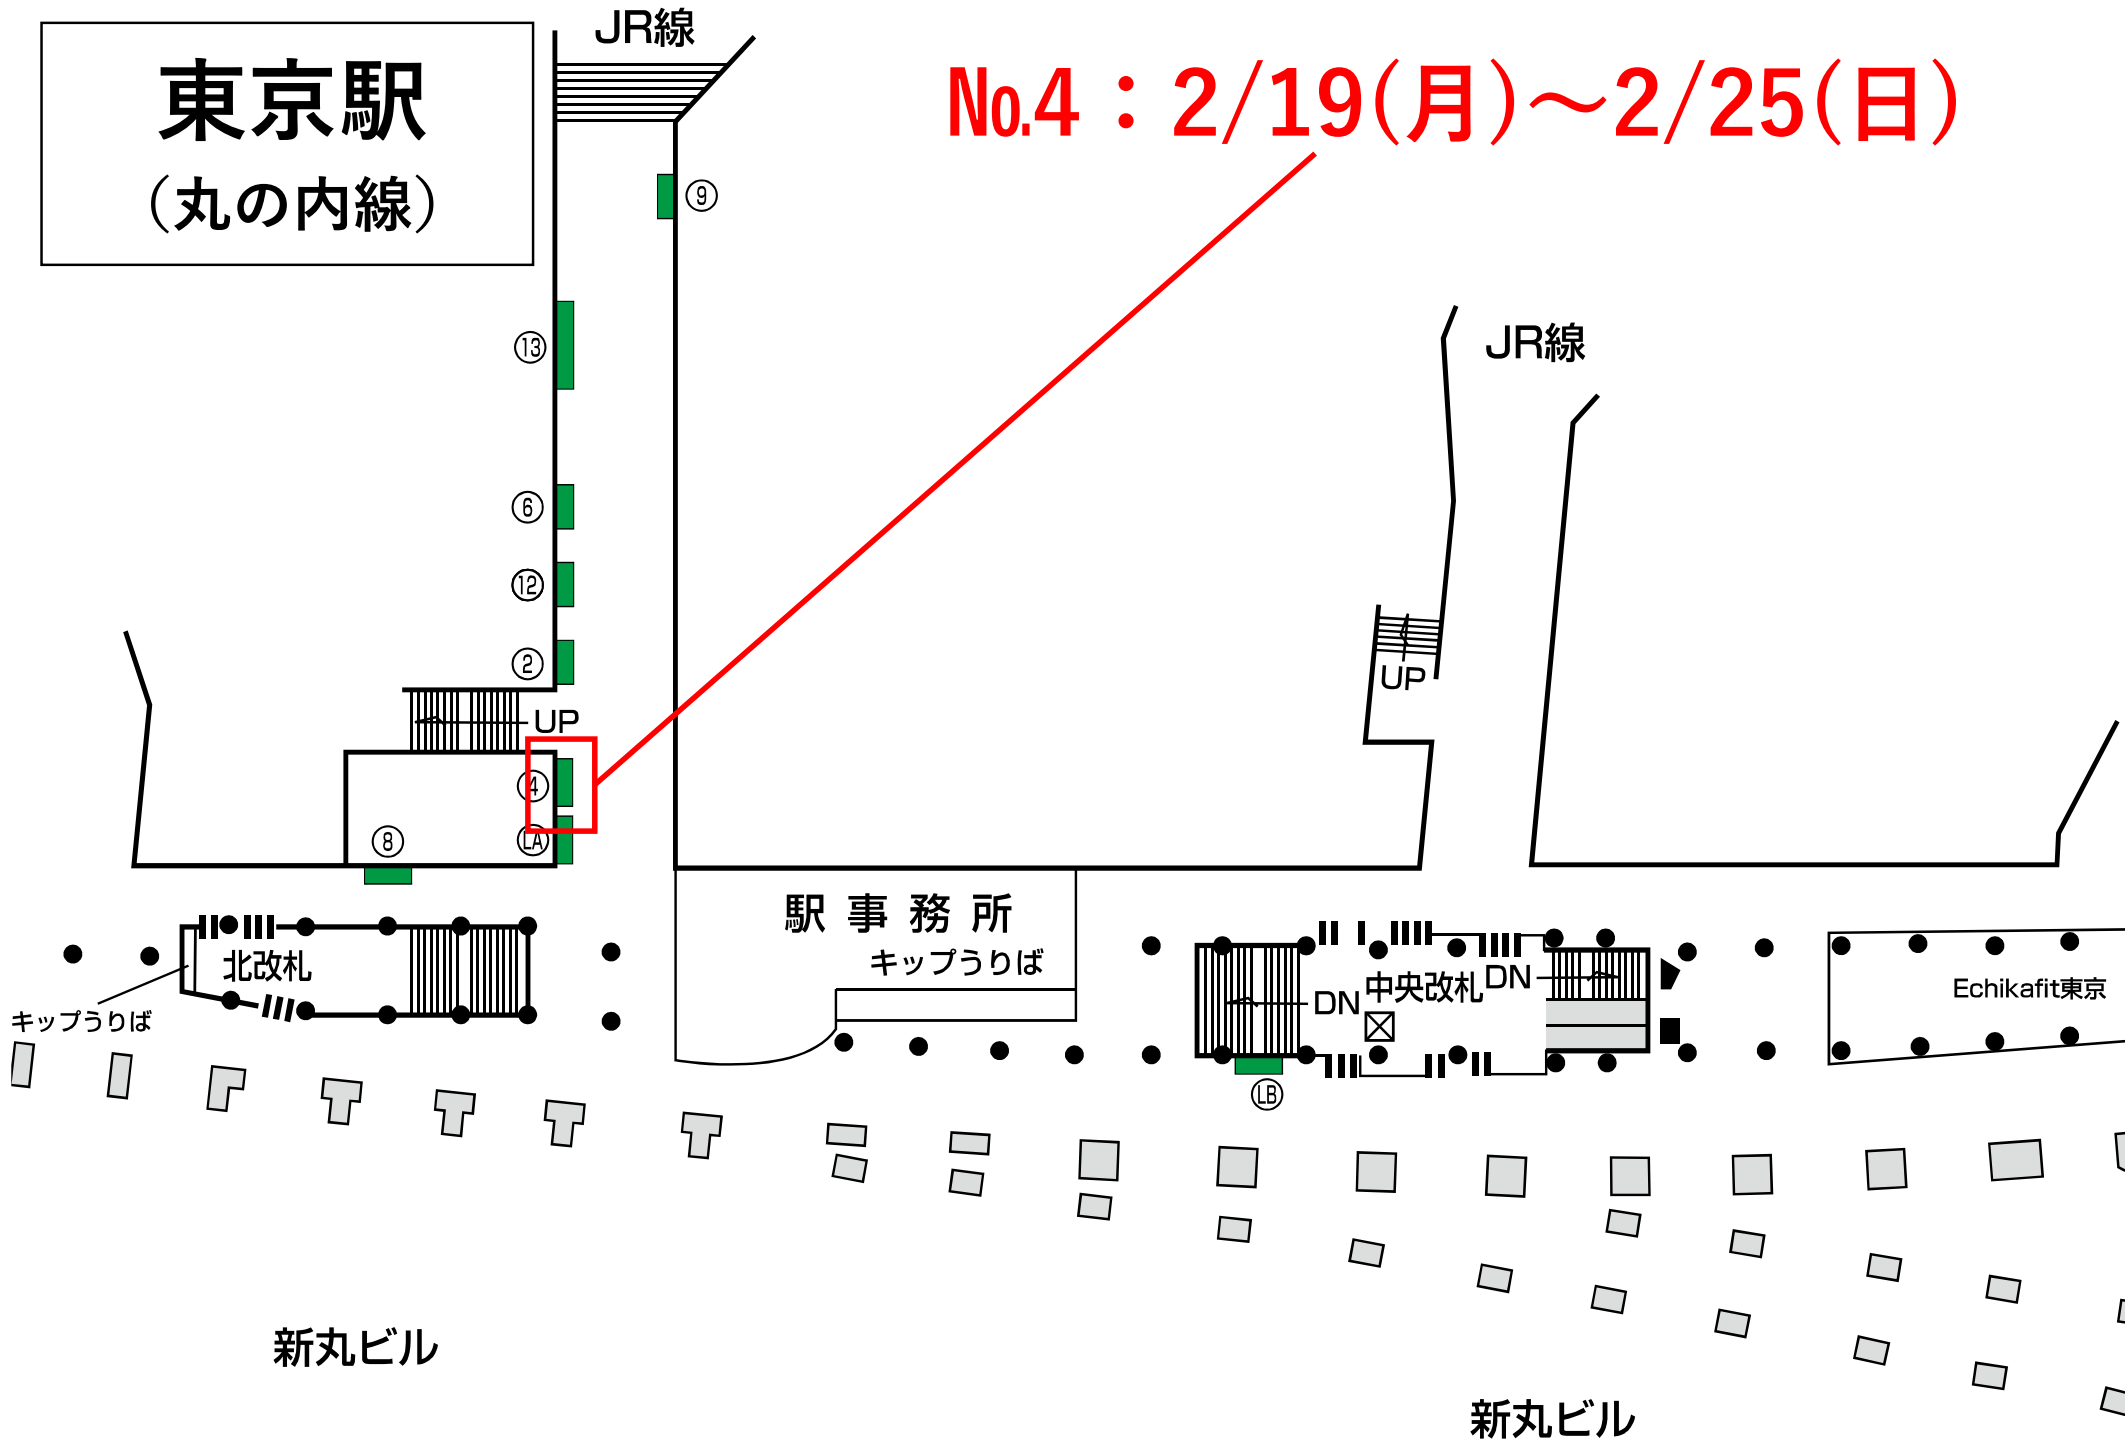 東京駅
（丸の内線）
JR線
№4：2/19(月)～2/25(日)
⑨
⑬
JR線
⑥
⑫
②
UP
UP
④
LA
⑧
駅事務所
キップうりば
北改札
キップうりば
DN
中央改札
DN
Echikafit東京
LB
新丸ビル
新丸ビル